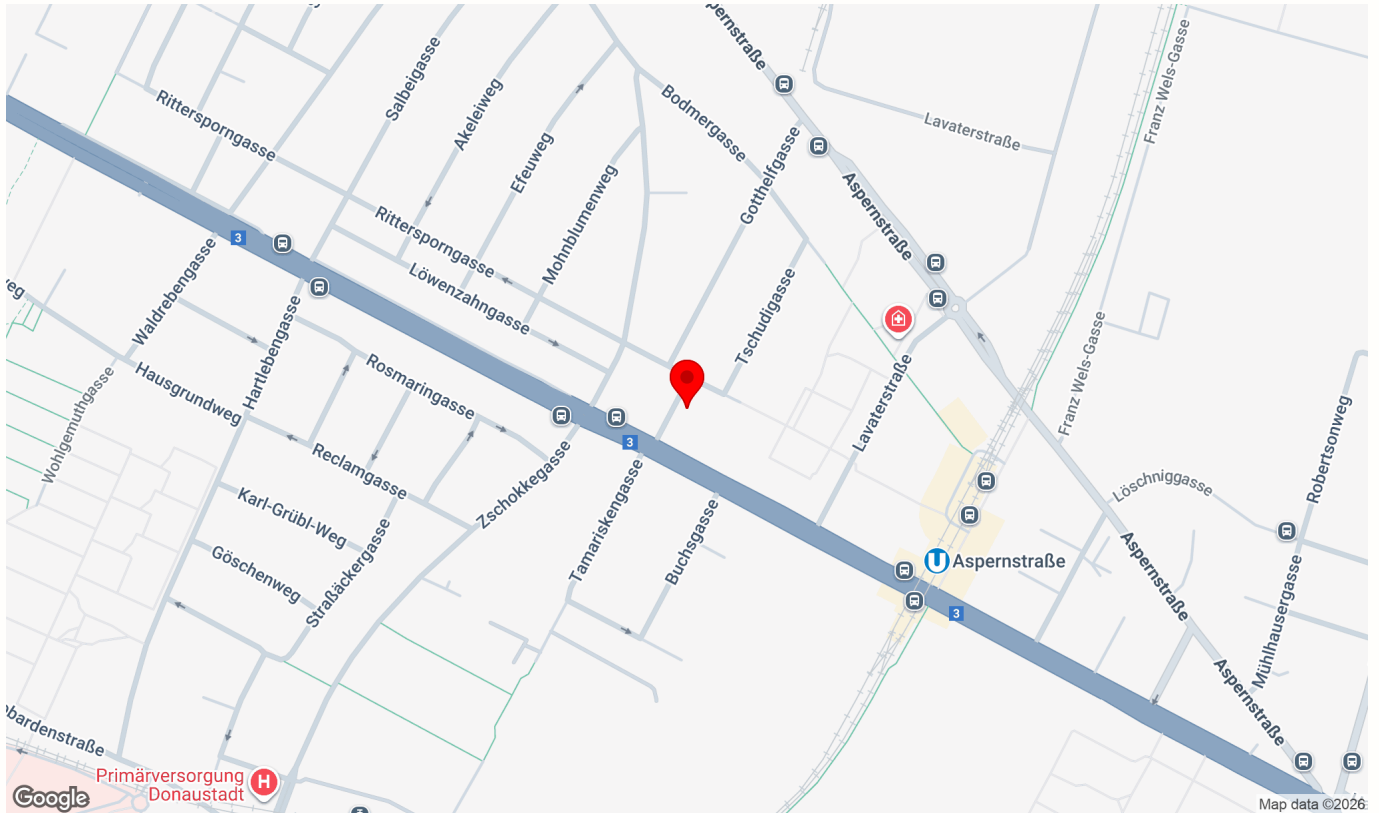 Aspernstraße
Salbeigasse
Rittersporngasse
Akeleiweg
Bodmergasse
Efeuweg
Lavaterstraße
Franz Wels-Gasse
Gotthelfgasse
Mohnblumenweg
Aspernstraße
Rittersporngasse
3
Waldrebengasse
Löwenzahngasse
Tschudigasse
Hartlebengasse
Rosmaringasse
Hausgrundweg
Wohlgemuthgasse
Franz Wels-Gasse
Lavaterstraße
3
Reclamgasse
Zschokkegasse
Karl-Grübl-Weg
Tamariskengasse
Buchsgasse
Löschniggasse
Robertsonweg
Göschenweg
Straßäckergasse
U
Aspernstraße
3
Aspernstraße
Mühlhausergasse
Aspernstraße
Primärversorgung
Donaustadt
H
Google
Map data ©2026